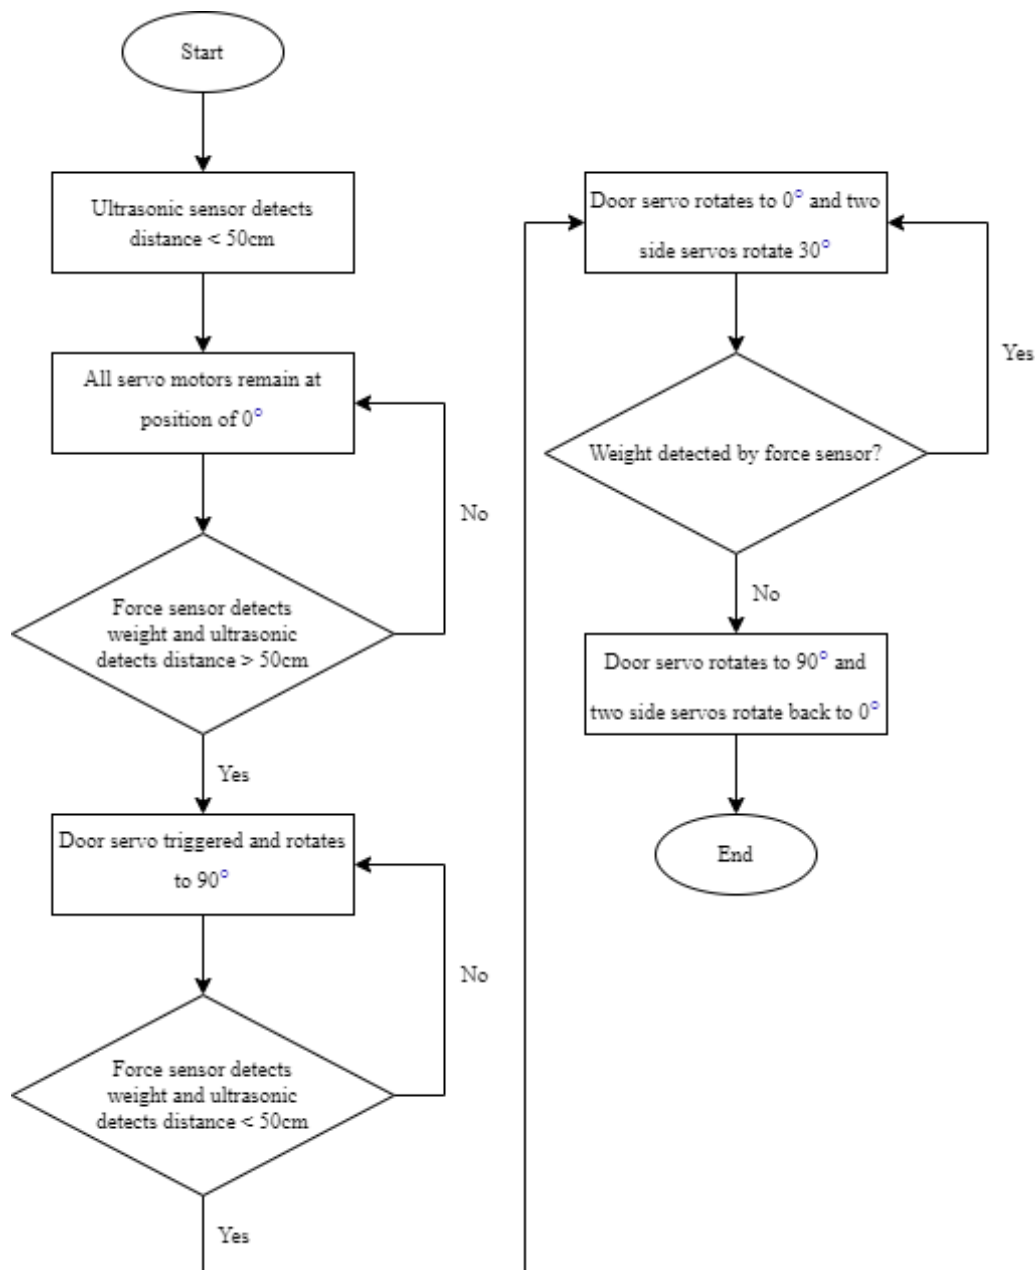 Start
Ultrasonic sensor detects
distance < 50cm
All servo motors remain at
position of 0°
No
Force sensor detects
weight and ultrasonic
detects distance > 50cm
Yes
Door servo triggered and rotates
to 90°
No
Force sensor detects
weight and ultrasonic
detects distance < 50cm
Yes
Door servo rotates to 0° and two
side servos rotate 30°
Yes
Weight detected by force sensor?
No
Door servo rotates to 90° and
two side servos rotate back to 0°
End